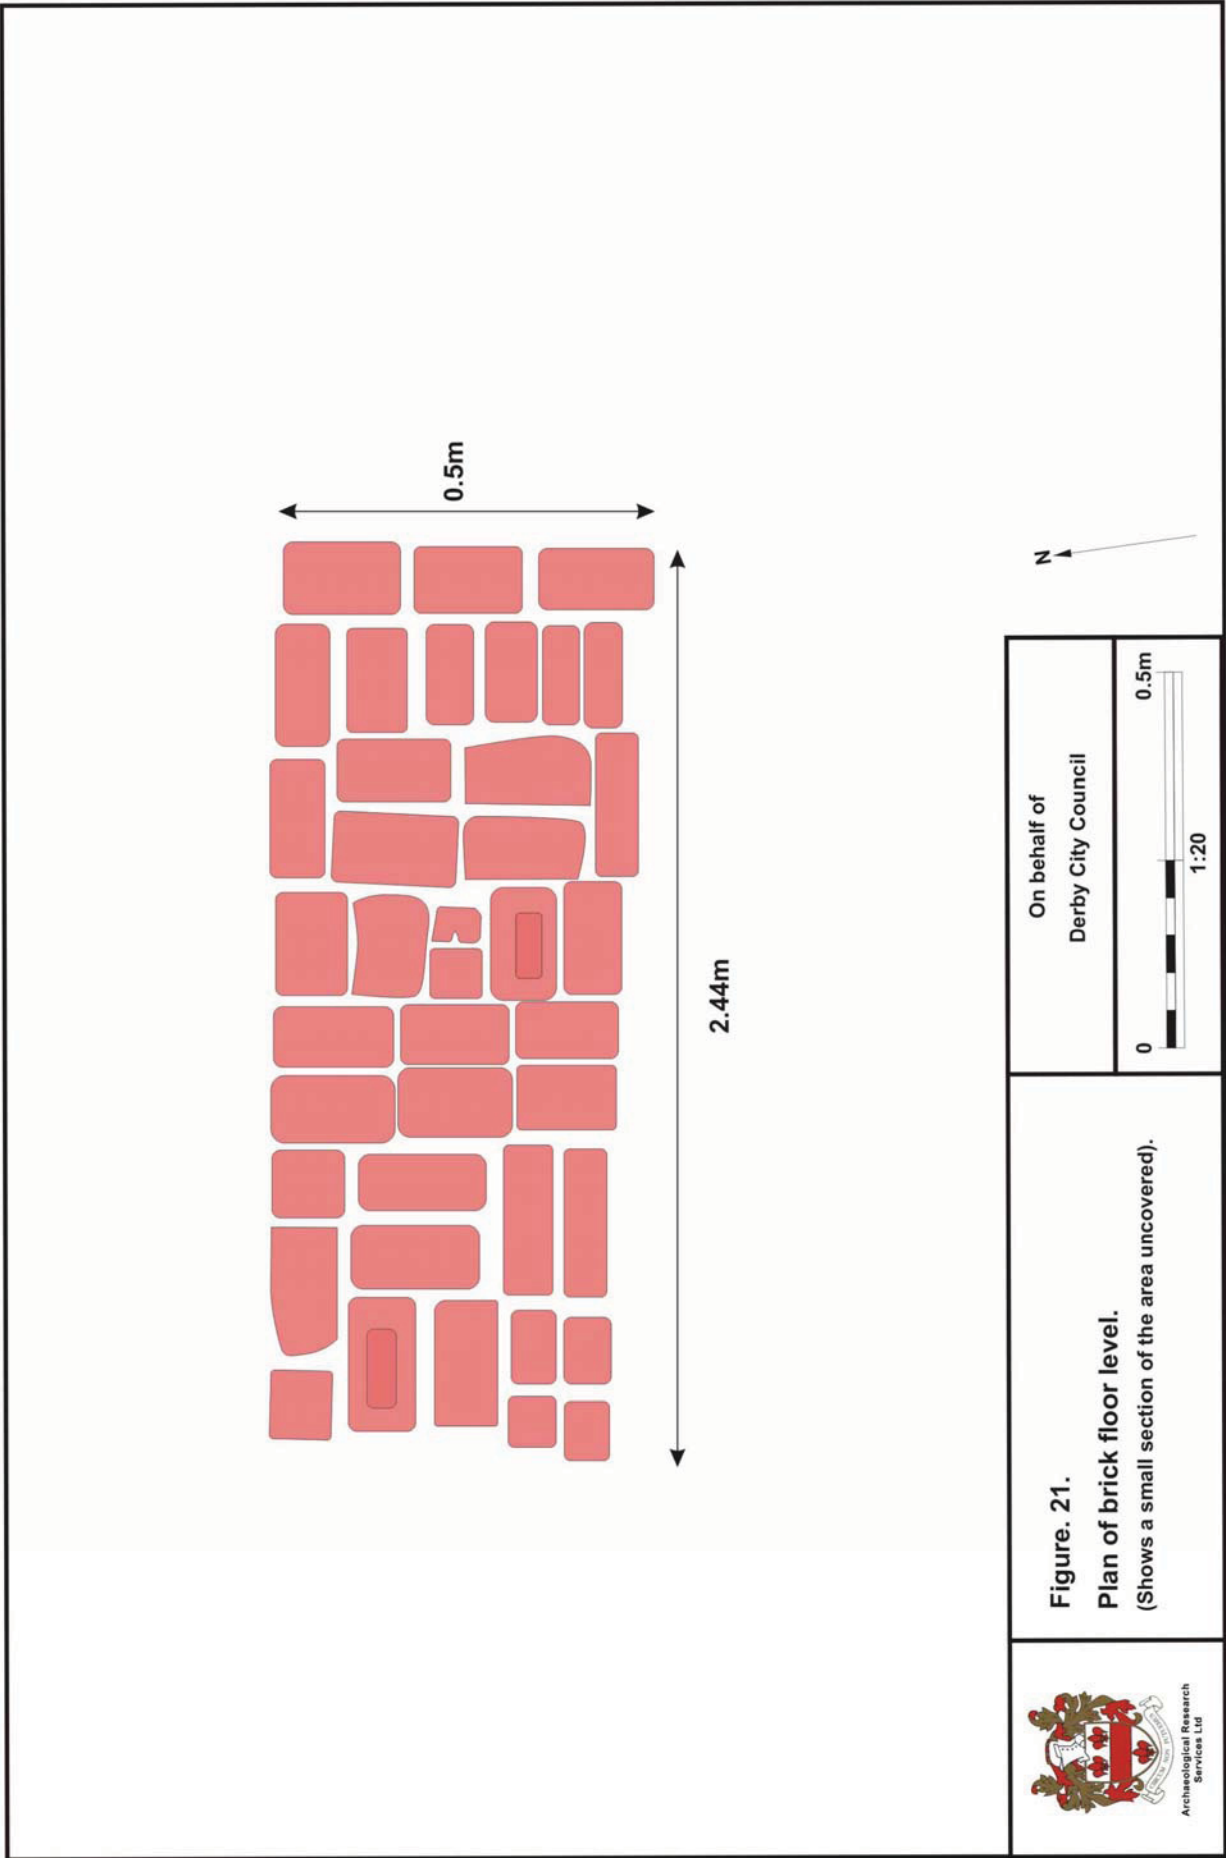 0.5m
2.44m
N
Figure. 21.
Plan of brick floor level.
(Shows a small section of the area uncovered).
On behalf of
Derby City Council
0
0.5m
1:20
Archaeological Research
Services Ltd